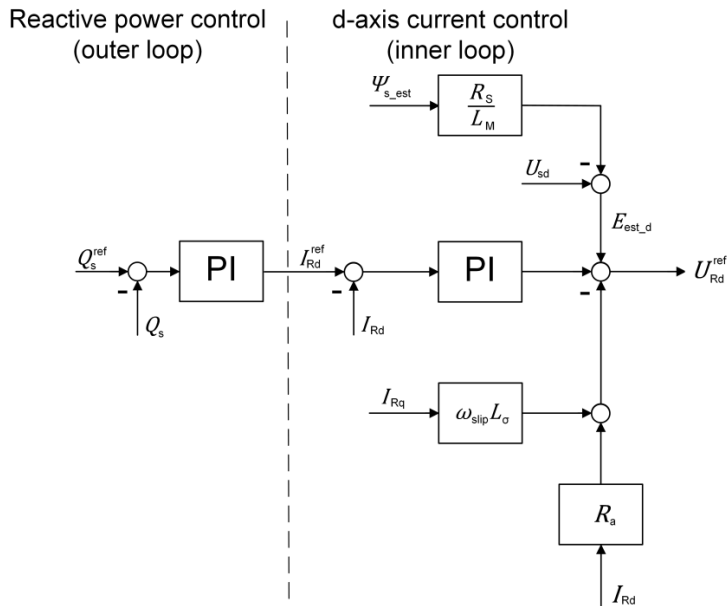 Reactive power control
(outer loop)
d-axis current control
(inner loop)
Ψs_est
RS
LM
-
Usd
-
Eest_d
Qsref
PI
IRdref
PI
URdref
-
-
-
Qs
IRd
IRq
ωslipLσ
Ra
IRd